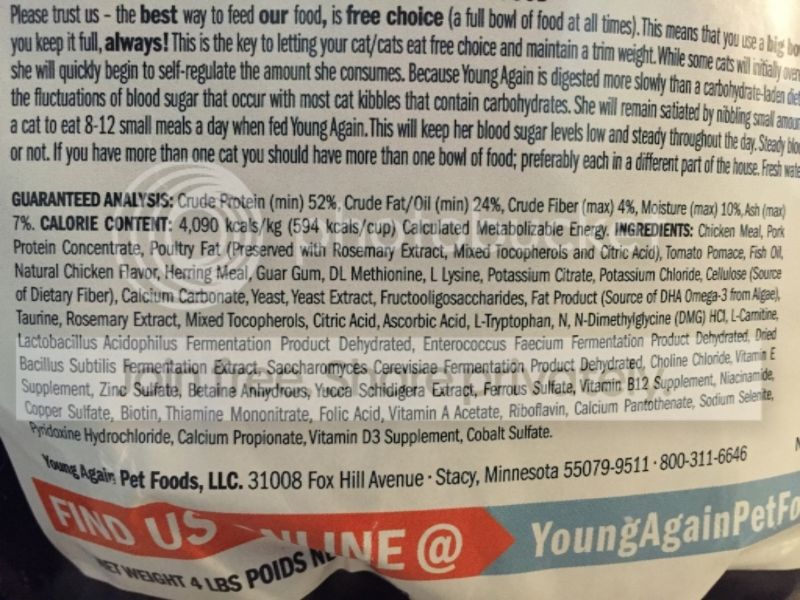 Please trust us - the best way to feed our food, is free choice (a full bowl of food at all times). This means that you use a big
you keep it full, always! This is the key to letting your cat/cats eat free choice and maintain a trim weight. While some cats will initially
she will quickly begin to self-regulate the amount she consumes. Because Young Again is digested more slowly than a carbohydrate-laden
the fluctuations of blood sugar that occur with most cat kibbles that contain carbohydrates. She will remain satiated by nibbling small
a cat to eat 8-12 small meals a day when fed Young Again. This will keep her blood sugar levels low and steady throughout the day. Steady
or not. If you have more than one cat you should have more than one bowl of food; preferably each in a different part of the house. Fresh
GUARANTEED ANALYSIS: Crude Protein (min) 52%, Crude Fat/Oil (min) 24%, Crude Fiber (max) 4%, Moisture (max) 10%, Ash (max)
7%. CALORIE CONTENT: 4,090 kcals/kg (594 kcals/cup) Calculated Metabolizable Energy. INGREDIENTS: Chicken Meal, Pork
Protein Concentrate, Poultry Fat (Preserved with Rosemary Extract, Mixed Tocopherols and Citric Acid), Tomato Pomace, Fish Oil,
Natural Chicken Flavor, Herring Meal, Guar Gum, DL Methionine, L Lysine, Potassium Citrate, Potassium Chloride, Cellulose (Source
of Dietary Fiber), Calcium Carbonate, Yeast, Yeast Extract, Fructooligosaccharides, Fat Product (Source of DHA Omega-3 from Algae),
Taurine, Rosemary Extract, Mixed Tocopherols, Citric Acid, Ascorbic Acid, L-Tryptophan, N, N-Dimethylglycine (DMG) HCl, L-Carnitine,
Lactobacillus Acidophilus Fermentation Product Dehydrated, Enterococcus Faecium Fermentation Product Dehydrated, Dried
Bacillus Subtilis Fermentation Extract, Saccharomyces Cerevisiae Fermentation Product Dehydrated, Choline Chloride, Vitamin E
Supplement, Zinc Sulfate, Betaine Anhydrous, Yucca Schidigera Extract, Ferrous Sulfate, Vitamin B12 Supplement, Niacinamide,
Copper Sulfate, Biotin, Thiamine Mononitrate, Folic Acid, Vitamin A Acetate, Riboflavin, Calcium Pantothenate, Sodium Selenite,
Pyridoxine Hydrochloride, Calcium Propionate, Vitamin D3 Supplement, Cobalt Sulfate.
Young Again Pet Foods, LLC. 31008 Fox Hill Avenue · Stacy, Minnesota 55079-9511 · 800-311-6646
FIND US @ YoungAgainPetFo
NET WEIGHT 4 LBS POIDS